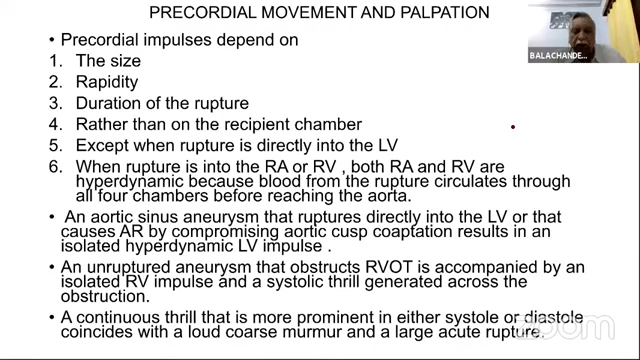 PRECORDIAL MOVEMENT AND PALPATION
• Precordial impulses depend on
1. The size
2. Rapidity
3. Duration of the rupture
4. Rather than on the recipient chamber
5. Except when rupture is directly into the LV
6. When rupture is into the RA or RV , both RA and RV are
hyperdynamic because blood from the rupture circulates through
all four chambers before reaching the aorta.
• An aortic sinus aneurysm that ruptures directly into the LV or that
causes AR by compromising aortic cusp coaptation results in an
isolated hyperdynamic LV impulse .
• An unruptured aneurysm that obstructs RVOT is accompanied by an
isolated RV impulse and a systolic thrill generated across the
obstruction.
• A continuous thrill that is more prominent in either systole or diastole
coincides with a loud coarse murmur and a large acute rupture.
BALACHANDE...
zoom